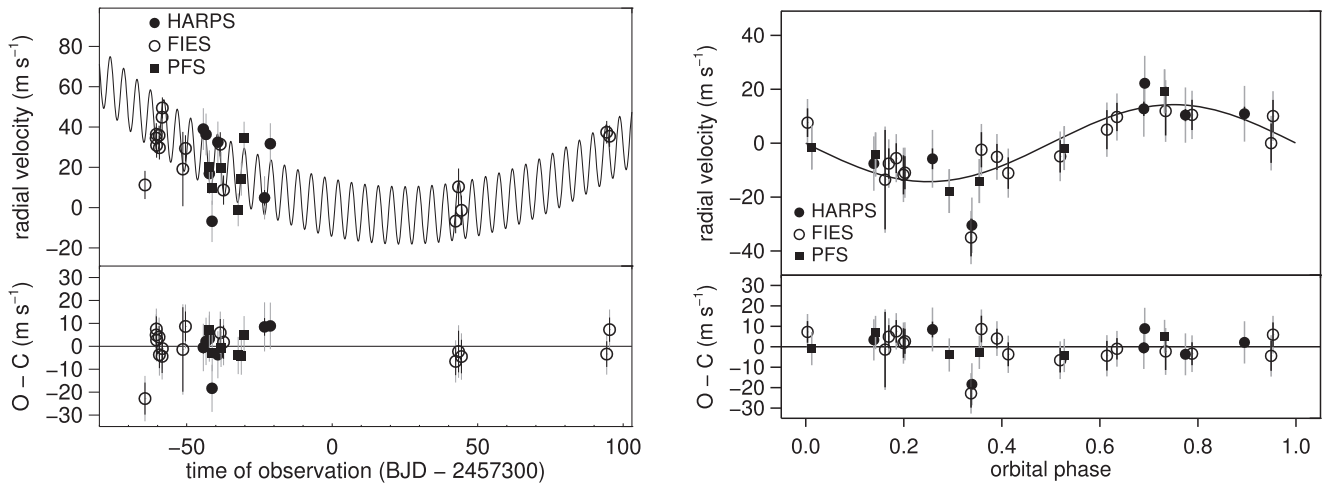 HARPS
FIES
PFS
80
60
40
20
0
−20
radial velocity (m s⁻¹)
30
20
10
0
−10
−20
−30
O − C (m s⁻¹)
−50
0
50
100
time of observation (BJD − 2457300)
40
20
0
−20
−40
radial velocity (m s⁻¹)
HARPS
FIES
PFS
30
20
10
0
−10
−20
−30
O − C (m s⁻¹)
0.0
0.2
0.4
0.6
0.8
1.0
orbital phase